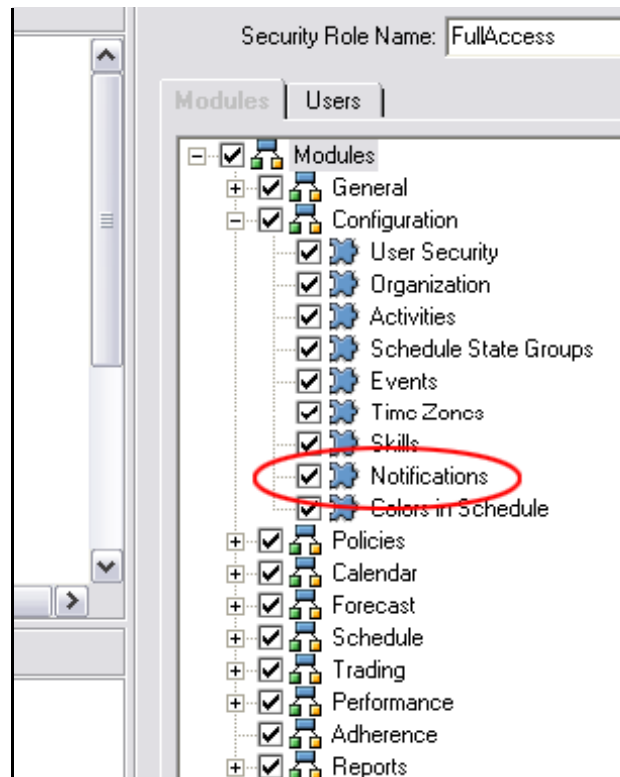 Security Role Name: FullAccess
Modules Users
Modules
General
Configuration
User Security
Organization
Activities
Schedule State Groups
Events
Time Zones
Skills
Notifications
Colors in Schedule
Policies
Calendar
Forecast
Schedule
Trading
Performance
Adherence
Reports